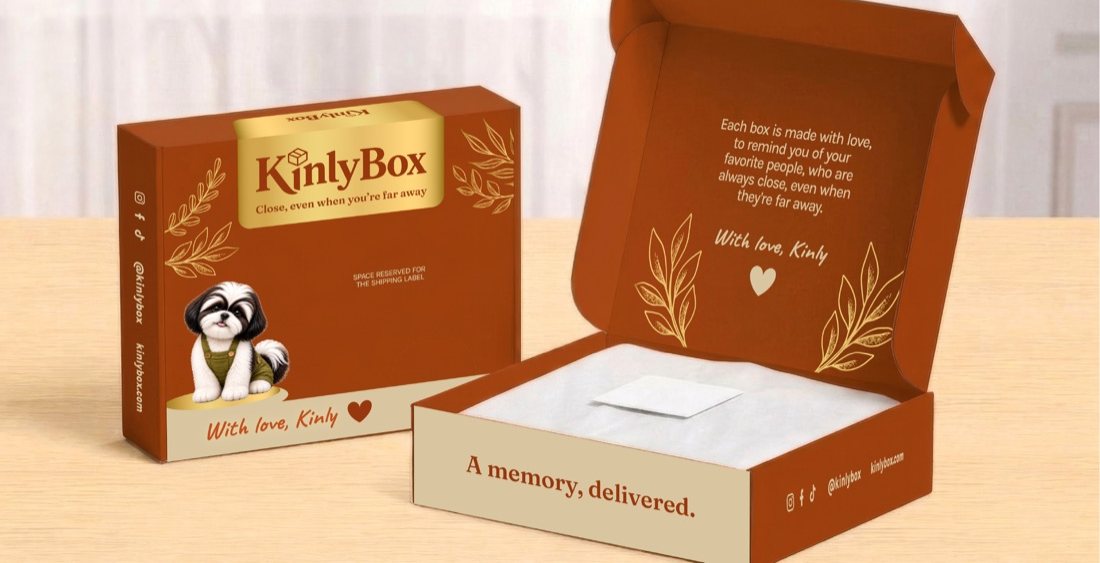 KinlyBox
KinlyBox
Close, even when you're far away
SPACE RESERVED FOR
THE SHIPPING LABEL
@kinlybox
kinlybox.com
With love, Kinly
Each box is made with love,
to remind you of your
favorite people, who are
always close, even when
they're far away.
With love, Kinly
A memory, delivered.
@kinlybox
kinlybox.com